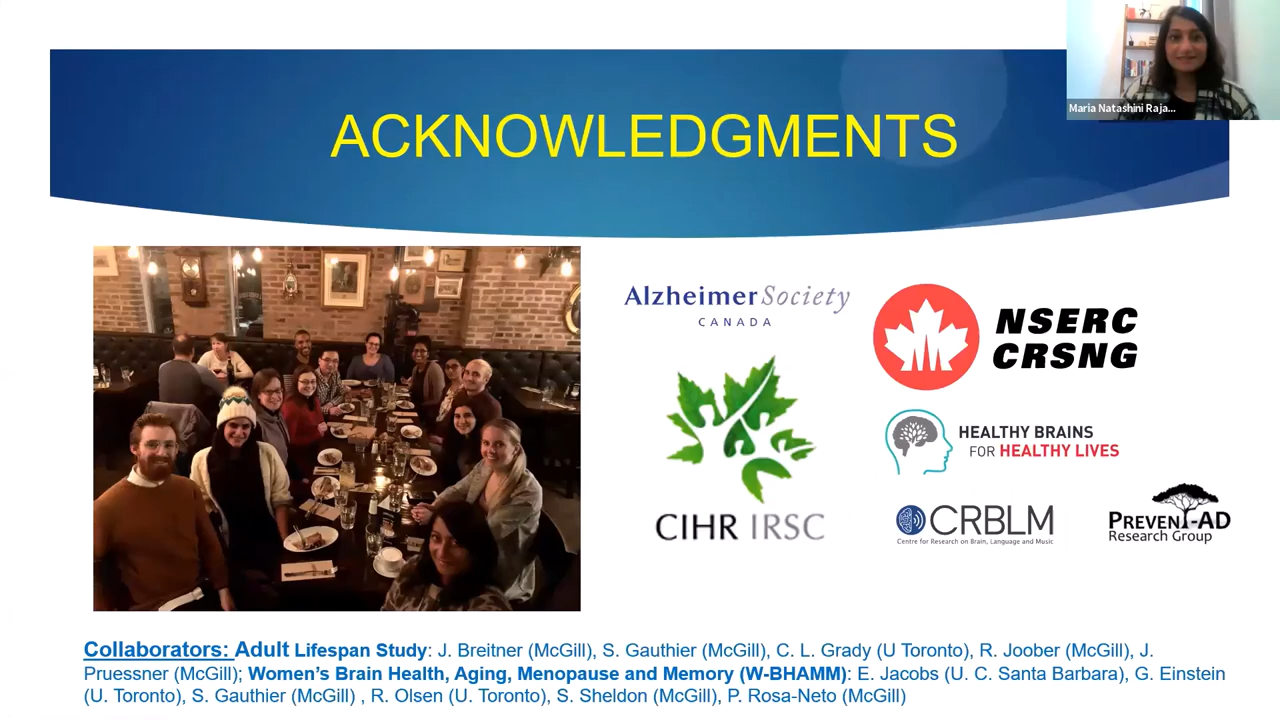 Maria Natashini Raja...
ACKNOWLEDGMENTS
Alzheimer Society
CANADA
NSERC
CRSNG
HEALTHY BRAINS
FOR HEALTHY LIVES
CIHR IRSC
CRBLM
Centre for Research on Brain, Language and Music
PREVENT-AD
Research Group
Collaborators: Adult Lifespan Study: J. Breitner (McGill), S. Gauthier (McGill), C. L. Grady (U Toronto), R. Joober (McGill), J.
Pruessner (McGill); Women's Brain Health, Aging, Menopause and Memory (W-BHAMM): E. Jacobs (U. C. Santa Barbara), G. Einstein
(U. Toronto), S. Gauthier (McGill) , R. Olsen (U. Toronto), S. Sheldon (McGill), P. Rosa-Neto (McGill)